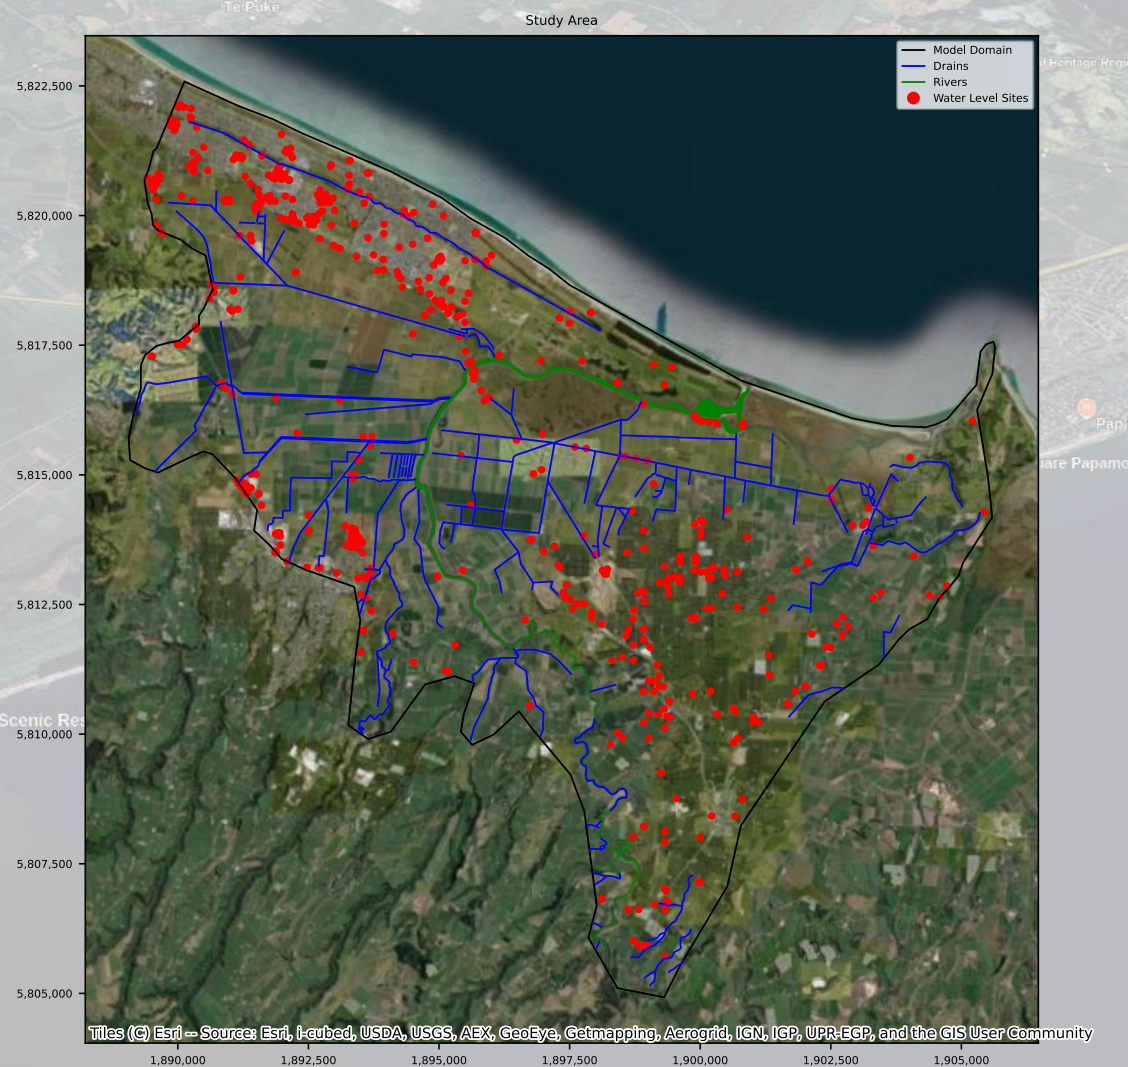 Te Puke
Study Area
Model Domain
Drains
Rivers
Water Level Sites
5,822,500
5,820,000
5,817,500
5,815,000
5,812,500
5,810,000
5,807,500
5,805,000
Papi
Scenic Res
Tiles (C) Esri -- Source: Esri, i-cubed, USDA, USGS, AEX, GeoEye, Getmapping, Aerogrid, IGN, IGP, UPR-EGP, and the GIS User Community
1,890,000 1,892,500 1,895,000 1,897,500 1,900,000 1,902,500 1,905,000